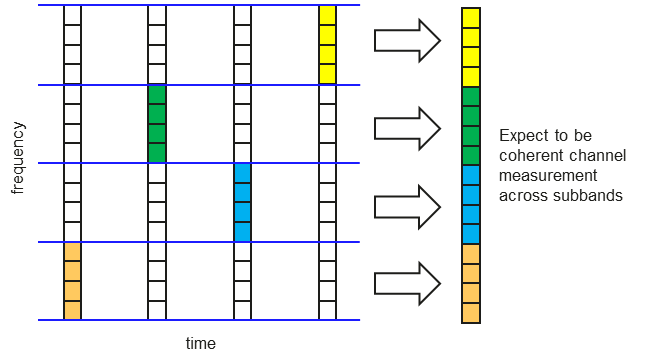 frequency
Expect to be
coherent channel
measurement
across subbands
time